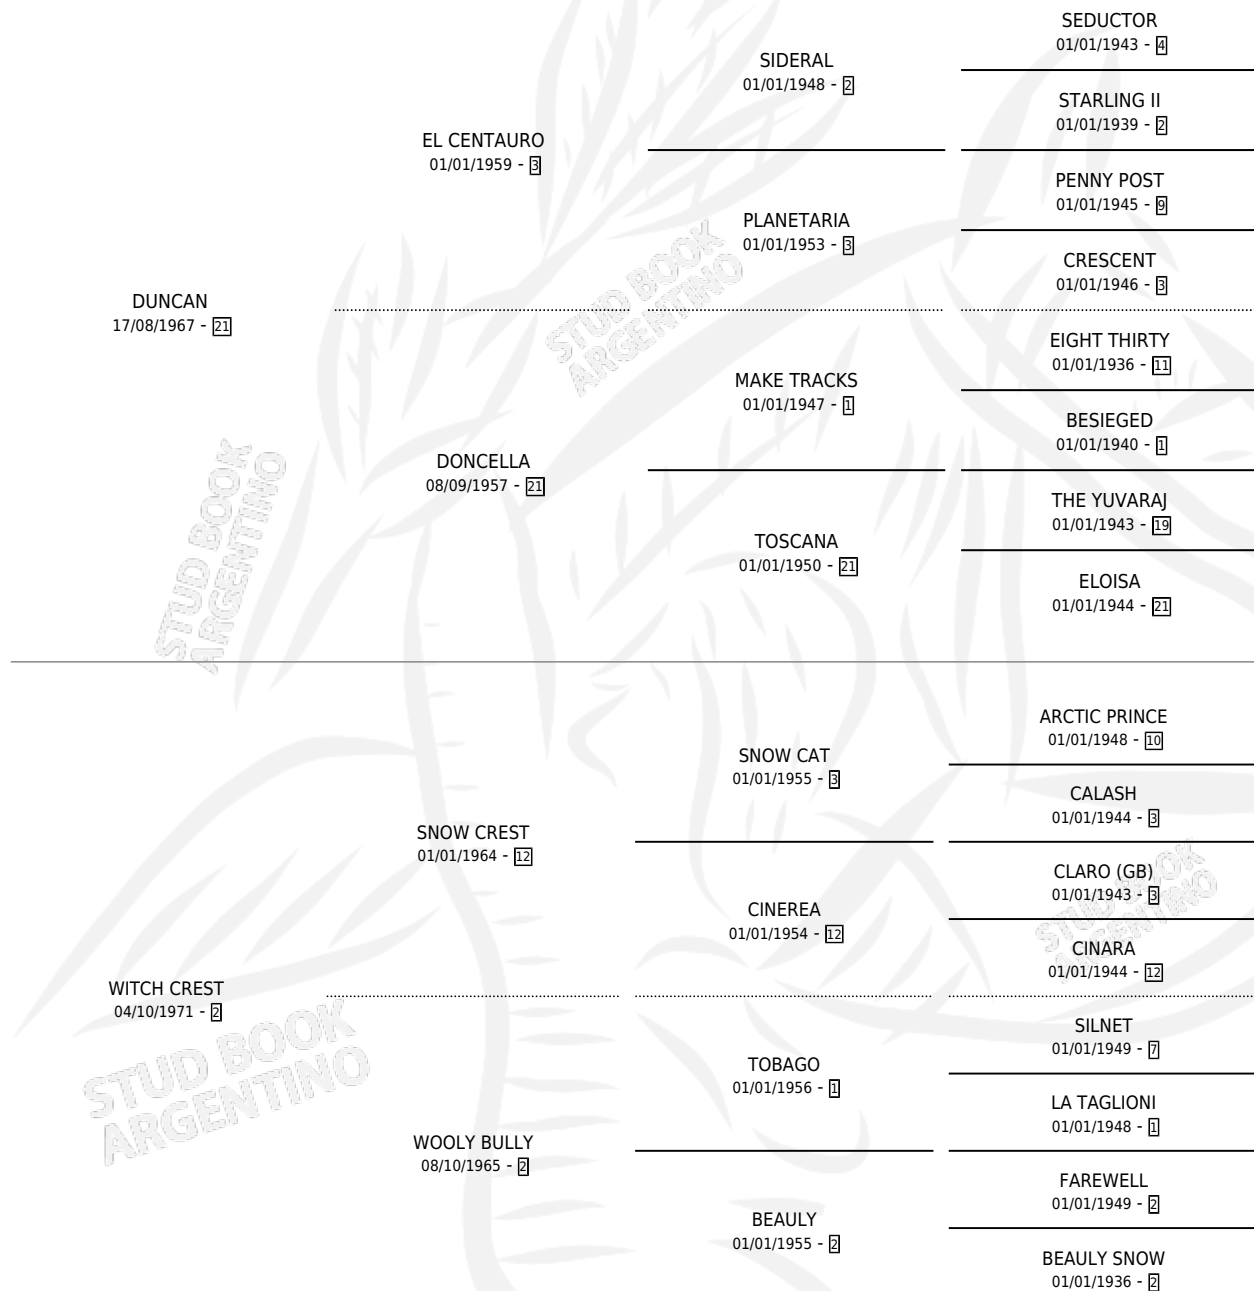 SEDUCTOR
01/01/1943 - 4
SIDERAL
01/01/1948 - 2
STARLING II
01/01/1939 - 2
EL CENTAURO
01/01/1959 - 3
PENNY POST
01/01/1945 - 9
PLANETARIA
01/01/1953 - 3
CRESCENT
01/01/1946 - 3
DUNCAN
17/08/1967 - 21
EIGHT THIRTY
01/01/1936 - 11
MAKE TRACKS
01/01/1947 - 1
BESIEGED
01/01/1940 - 1
DONCELLA
08/09/1957 - 21
THE YUVARAJ
01/01/1943 - 19
TOSCANA
01/01/1950 - 21
ELOISA
01/01/1944 - 21
ARCTIC PRINCE
01/01/1948 - 10
SNOW CAT
01/01/1955 - 3
CALASH
01/01/1944 - 3
SNOW CREST
01/01/1964 - 12
CLARO (GB)
01/01/1943 - 3
CINEREA
01/01/1954 - 12
CINARA
01/01/1944 - 12
WITCH CREST
04/10/1971 - 2
SILNET
01/01/1949 - 7
TOBAGO
01/01/1956 - 1
LA TAGLIONI
01/01/1948 - 1
WOOLY BULLY
08/10/1965 - 2
FAREWELL
01/01/1949 - 2
BEAULY
01/01/1955 - 2
BEAULY SNOW
01/01/1936 - 2
STUD BOOK
ARGENTINO
STUD BOOK
ARGENTINO
STUD BOOK
ARGENTINO
STUD BOOK
ARGENTINO